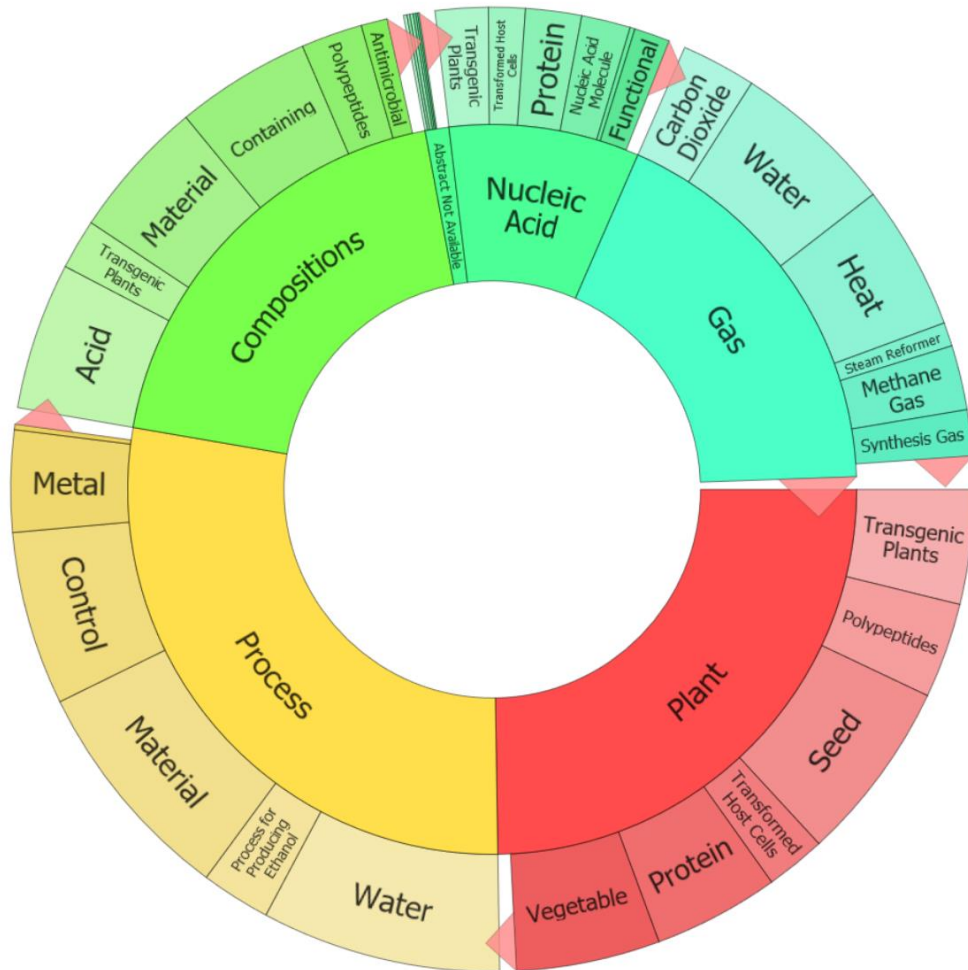 Transgenic
Plants
Transformed Host
Cells
Protein
Nucleic Acid
Molecule
Functional
Nucleic
Acid
Carbon
Dioxide
Water
Heat
Steam Reformer
Methane
Gas
Synthesis Gas
Gas
Transgenic
Plants
Polypeptides
Seed
Transformed
Host Cells
Protein
Vegetable
Plant
Water
Process for
Producing
Ethanol
Material
Control
Metal
Process
Acid
Transgenic
Plants
Material
Containing
Polypeptides
Antimicrobial
Compositions
Abstract Not Available